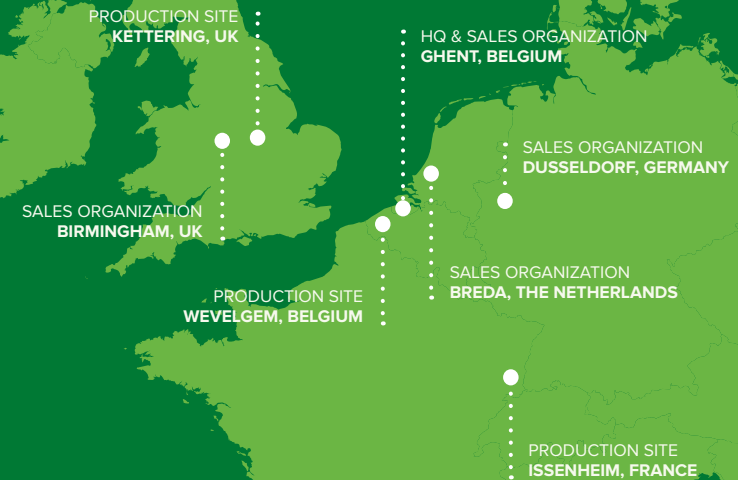 PRODUCTION SITE
KETTERING, UK
HQ & SALES ORGANIZATION
GHENT, BELGIUM
SALES ORGANIZATION
DUSSELDORF, GERMANY
SALES ORGANIZATION
BIRMINGHAM, UK
SALES ORGANIZATION
BREDA, THE NETHERLANDS
PRODUCTION SITE
WEVELGEM, BELGIUM
PRODUCTION SITE
ISSENHEIM, FRANCE